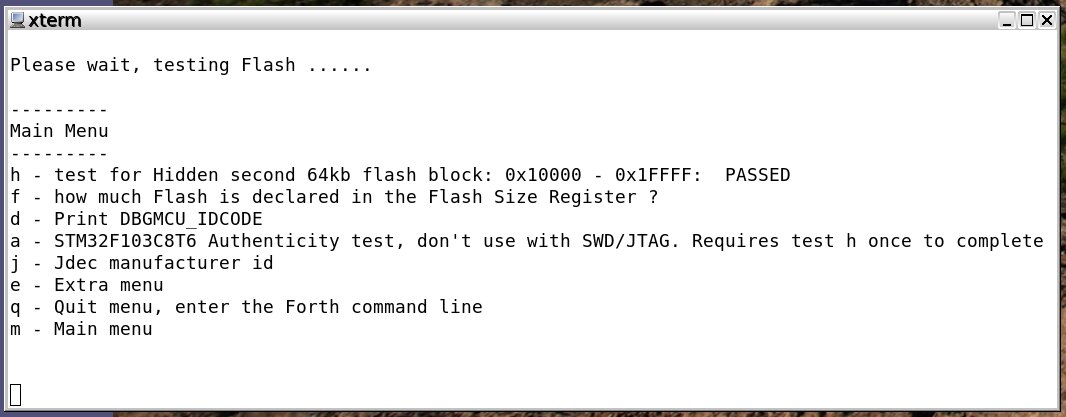 xterm
Please wait, testing Flash ......
---------
Main Menu
---------
h - test for Hidden second 64kb flash block: 0x10000 - 0x1FFFF:  PASSED
f - how much Flash is declared in the Flash Size Register ?
d - Print DBGMCU_IDCODE
a - STM32F103C8T6 Authenticity test, don't use with SWD/JTAG. Requires test h once to complete
j - Jdec manufacturer id
e - Extra menu
q - Quit menu, enter the Forth command line
m - Main menu